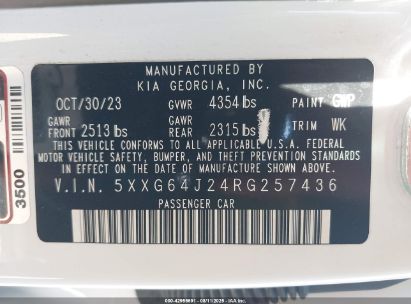 MANUFACTURED BY
KIA GEORGIA, INC.
OCT/30/23 GVWR 4354 lbs PAINT GWP
GAWR FRONT 2513 lbs GAWR REAR 2315 lbs TRIM WK
THIS VEHICLE CONFORMS TO ALL APPLICABLE U.S.A. FEDERAL
MOTOR VEHICLE SAFETY, BUMPER, AND THEFT PREVENTION STANDARDS
IN EFFECT ON THE DATE OF MANUFACTURE SHOWN ABOVE.
V.I.N. 5XXG64J24RG257436
PASSENGER CAR
3500